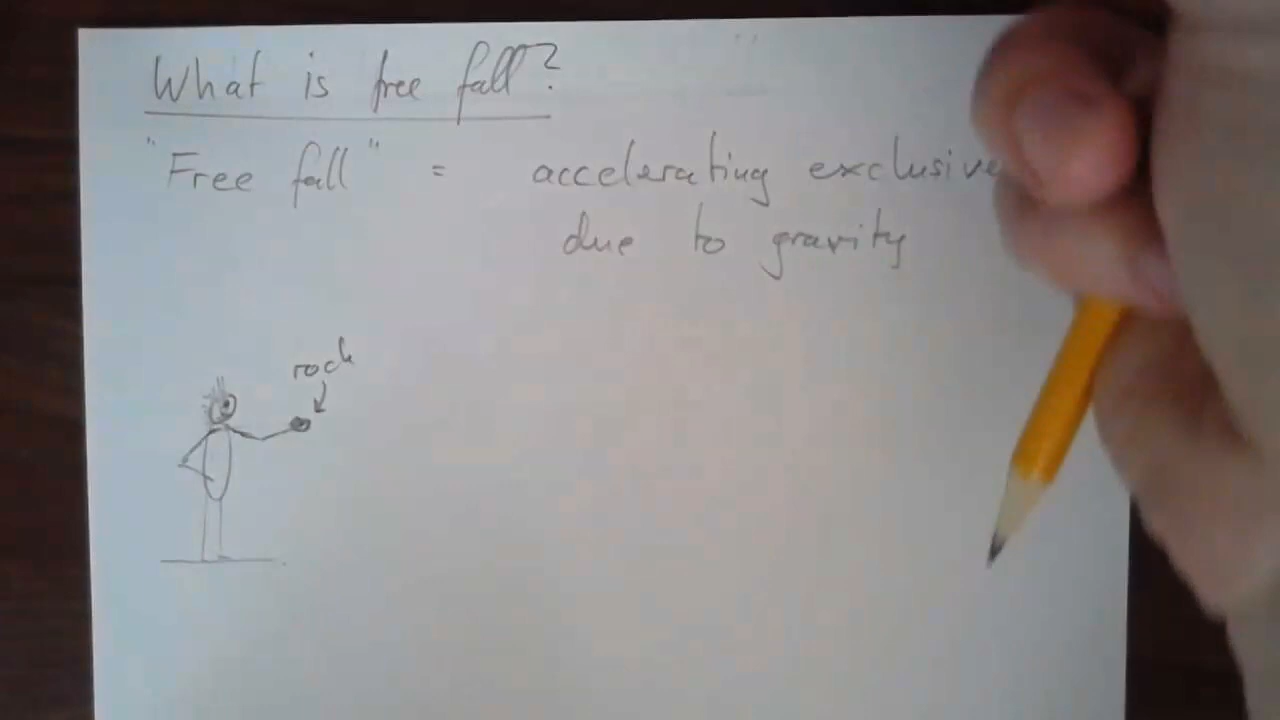 What is free fall?
"Free fall" = accelerating exclusive
due to gravity
rock